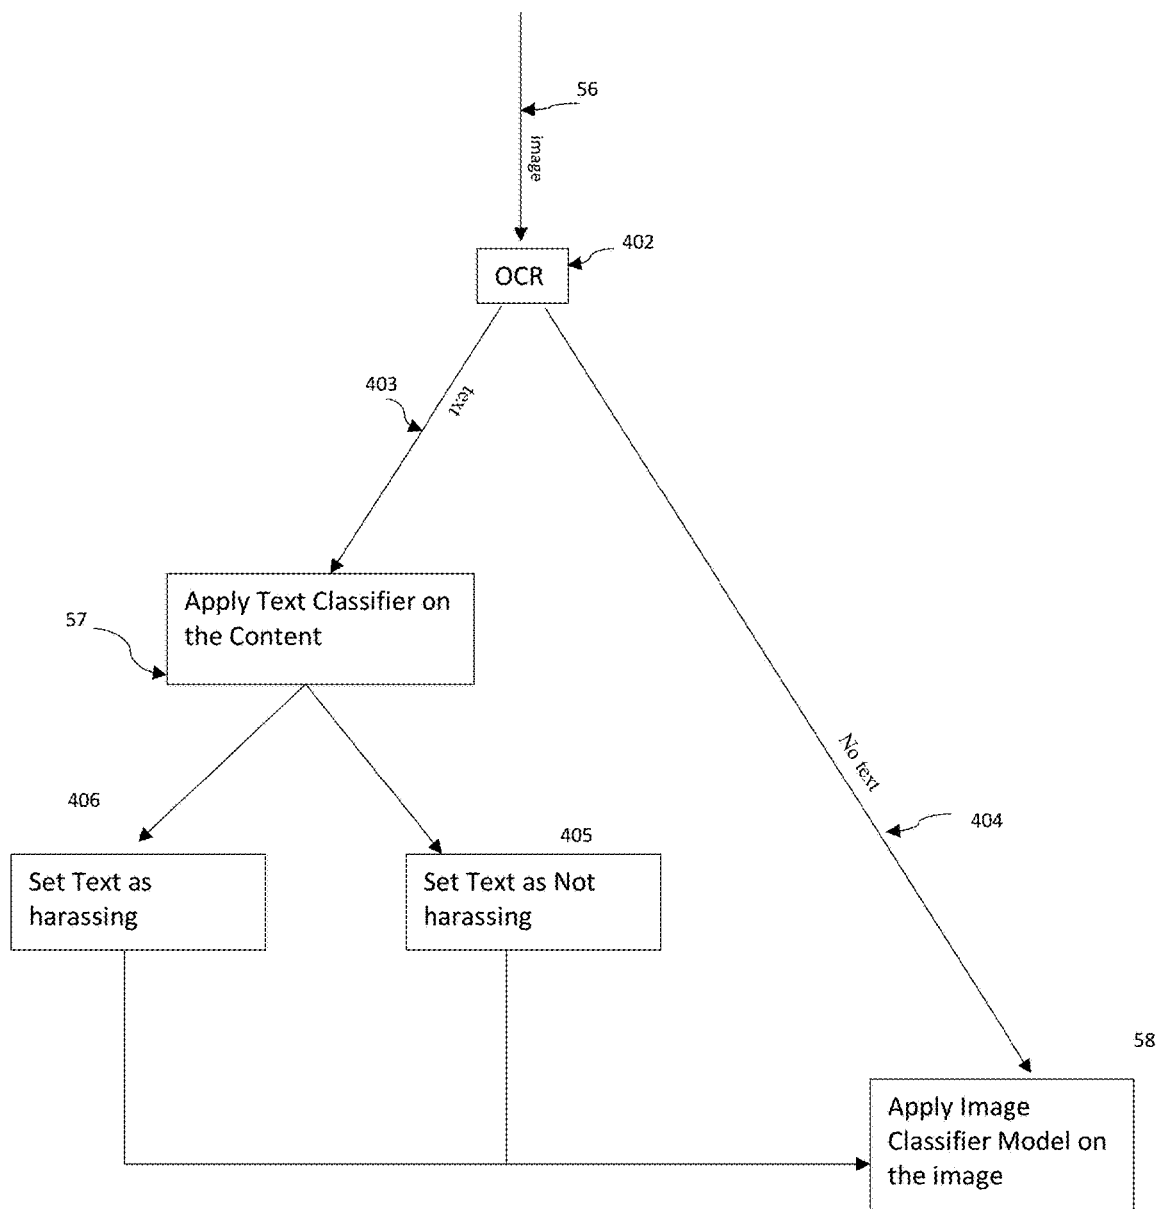 56
image
402
OCR
403
text
Apply Text Classifier on
the Content
57
No text
404
406
405
Set Text as
harassing
Set Text as Not
harassing
58
Apply Image
Classifier Model on
the image